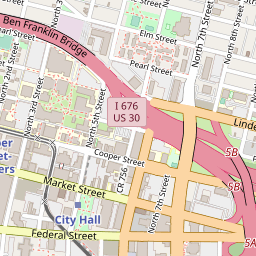 Ben Franklin Bridge
Elm Street
Pearl Street
North 7th Street
North 8th Street
North 2nd Street
North 3rd Street
North 5th Street
I 676
US 30
Linde
Cooper Street
CR 756
North 7th Street
5B
5B
Market Street
City Hall
Federal Street
5A